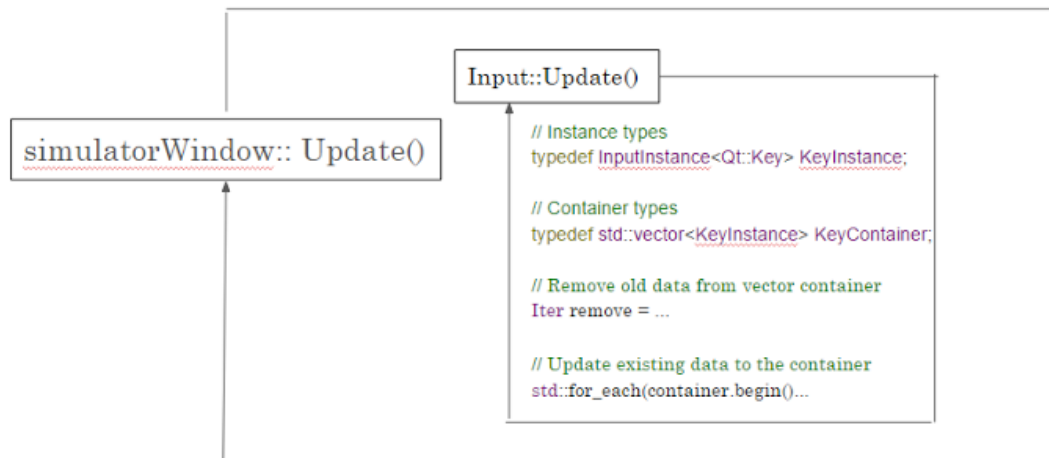 Input::Update()
simulatorWindow:: Update()
// Instance types
typedef InputInstance<Qt::Key> KeyInstance;
// Container types
typedef std::vector<KeyInstance> KeyContainer;
// Remove old data from vector container
Iter remove = ...
// Update existing data to the container
std::for_each(container.begin()...